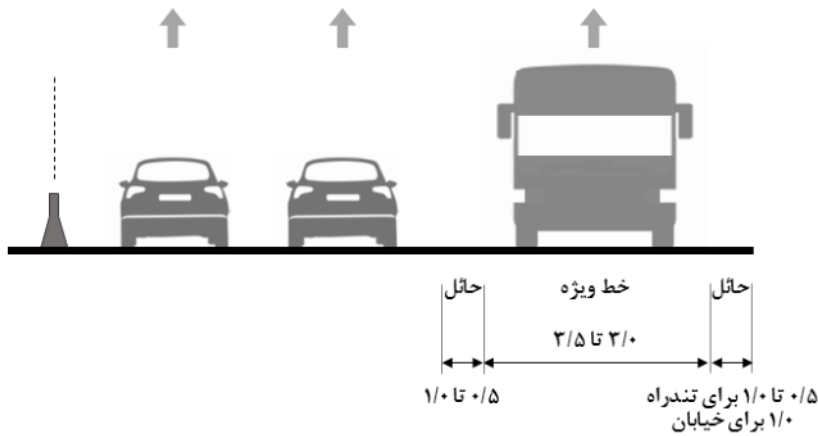 حائل
خط ویژه
حائل
۳/۰ تا ۳/۵
۰/۵ تا ۱/۰ برای تندراه
۱/۰ برای خیابان
۰/۵ تا ۱/۰